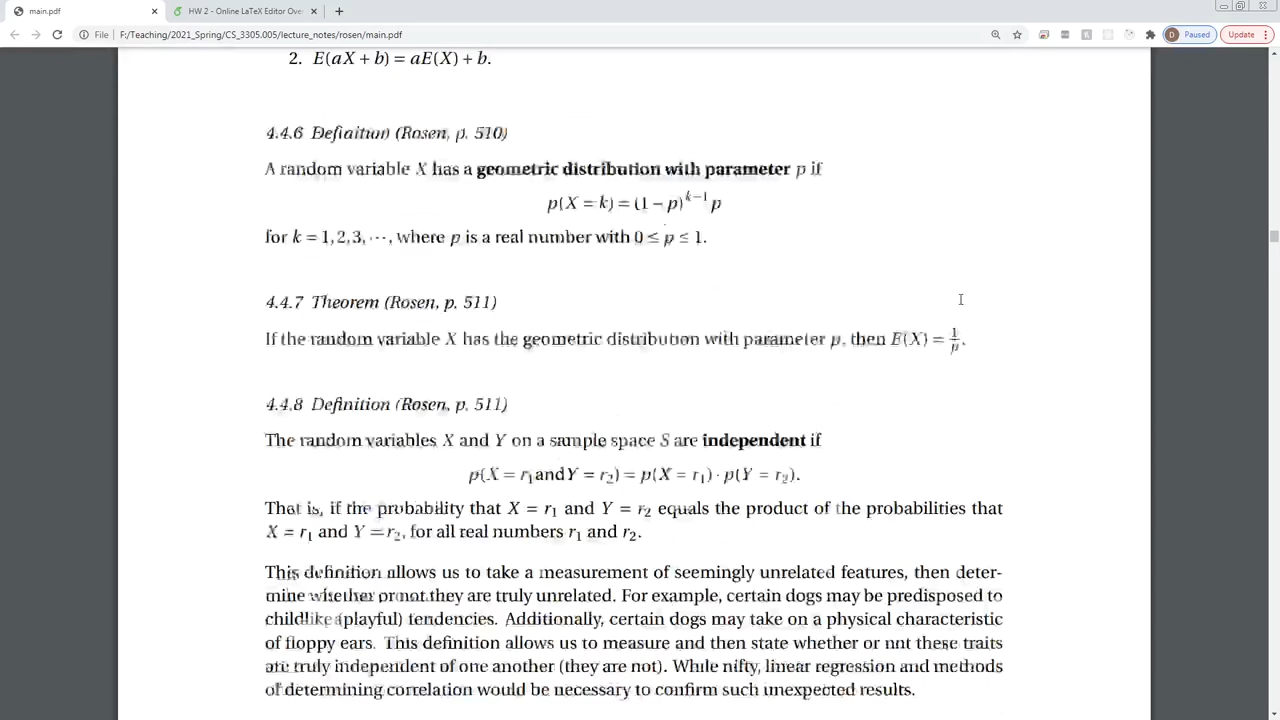 main.pdf
HW 2 - Online LaTeX Editor Ove
File
F:/Teaching/2021_Spring/CS_3305.005/lecture_notes/rosen/main.pdf
D
Paused
Update
2. E(aX + b) = aE(X) + b.
4.4.6 Definition (Rosen, p. 510)
A random variable X has a geometric distribution with parameter p if
p(X = k) = (1 − p)^{k−1} p
for k = 1,2,3, ⋯, where p is a real number with 0 ≤ p ≤ 1.
4.4.7 Theorem (Rosen, p. 511)
If the random variable X has the geometric distribution with parameter p, then E(X) = 1/p.
4.4.8 Definition (Rosen, p. 511)
The random variables X and Y on a sample space S are independent if
p(X = r₁and Y = r₂) = p(X = r₁) · p(Y = r₂).
That is, if the probability that X = r₁ and Y = r₂ equals the product of the probabilities that
X = r₁ and Y = r₂, for all real numbers r₁ and r₂.
This definition allows us to take a measurement of seemingly unrelated features, then deter-
mine whether or not they are truly unrelated. For example, certain dogs may be predisposed to
childlike (playful) tendencies. Additionally, certain dogs may take on a physical characteristic
of floppy ears. This definition allows us to measure and then state whether or not these traits
are truly independent of one another (they are not). While nifty, linear regression and methods
of determining correlation would be necessary to confirm such unexpected results.